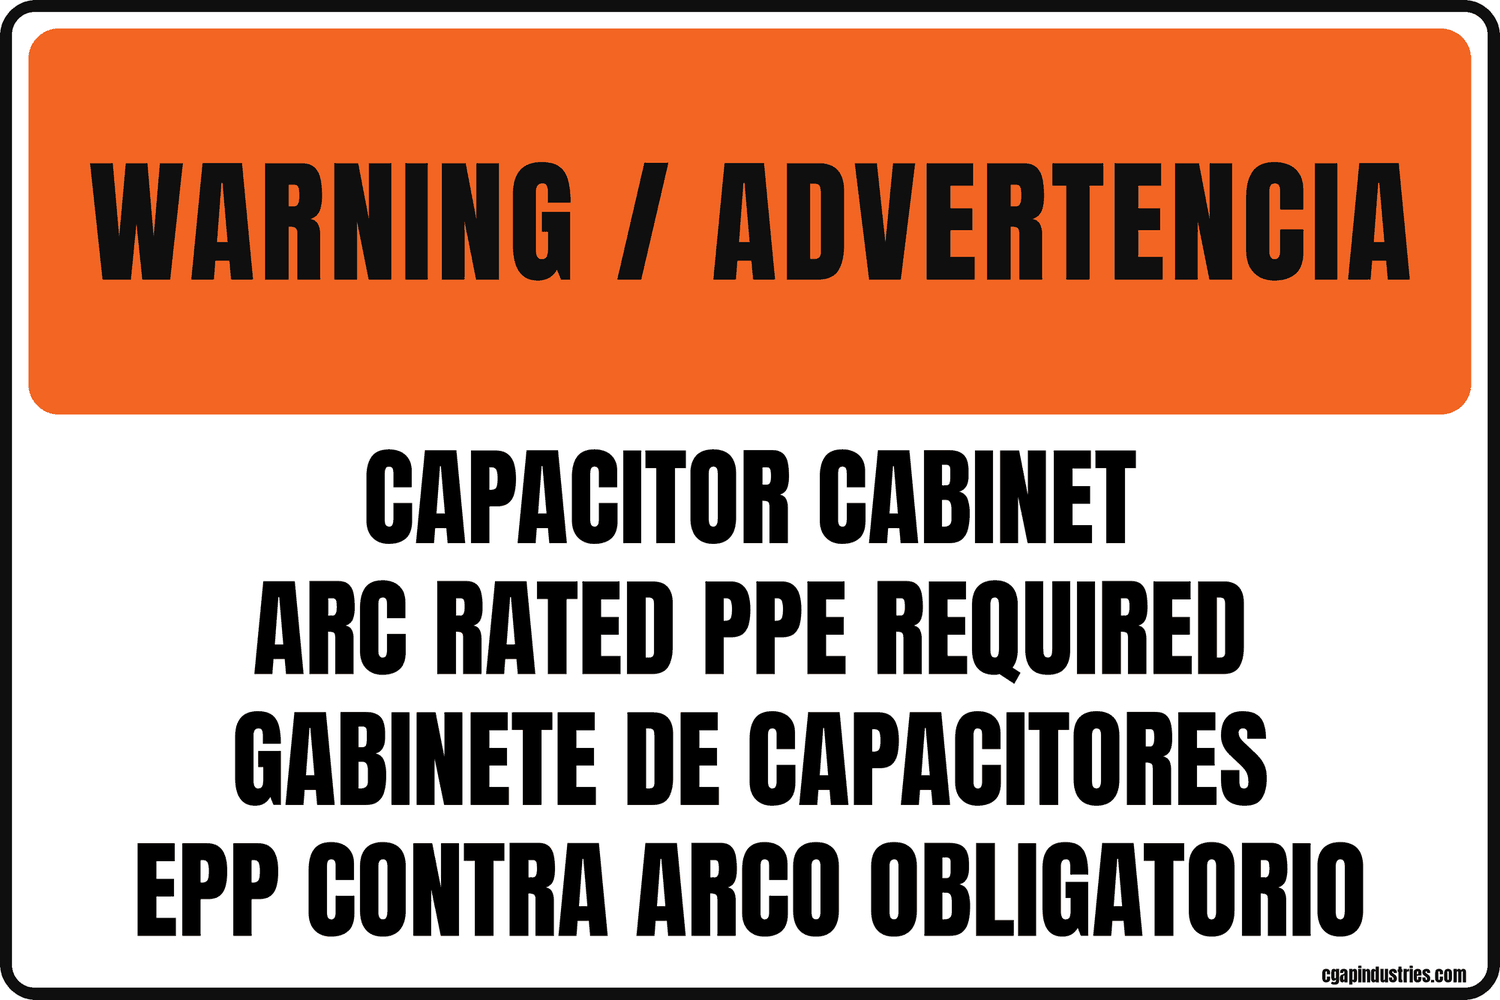 WARNING / ADVERTENCIA
CAPACITOR CABINET
ARC RATED PPE REQUIRED
GABINETE DE CAPACITORES
EPP CONTRA ARCO OBLIGATORIO
cgapindustries.com